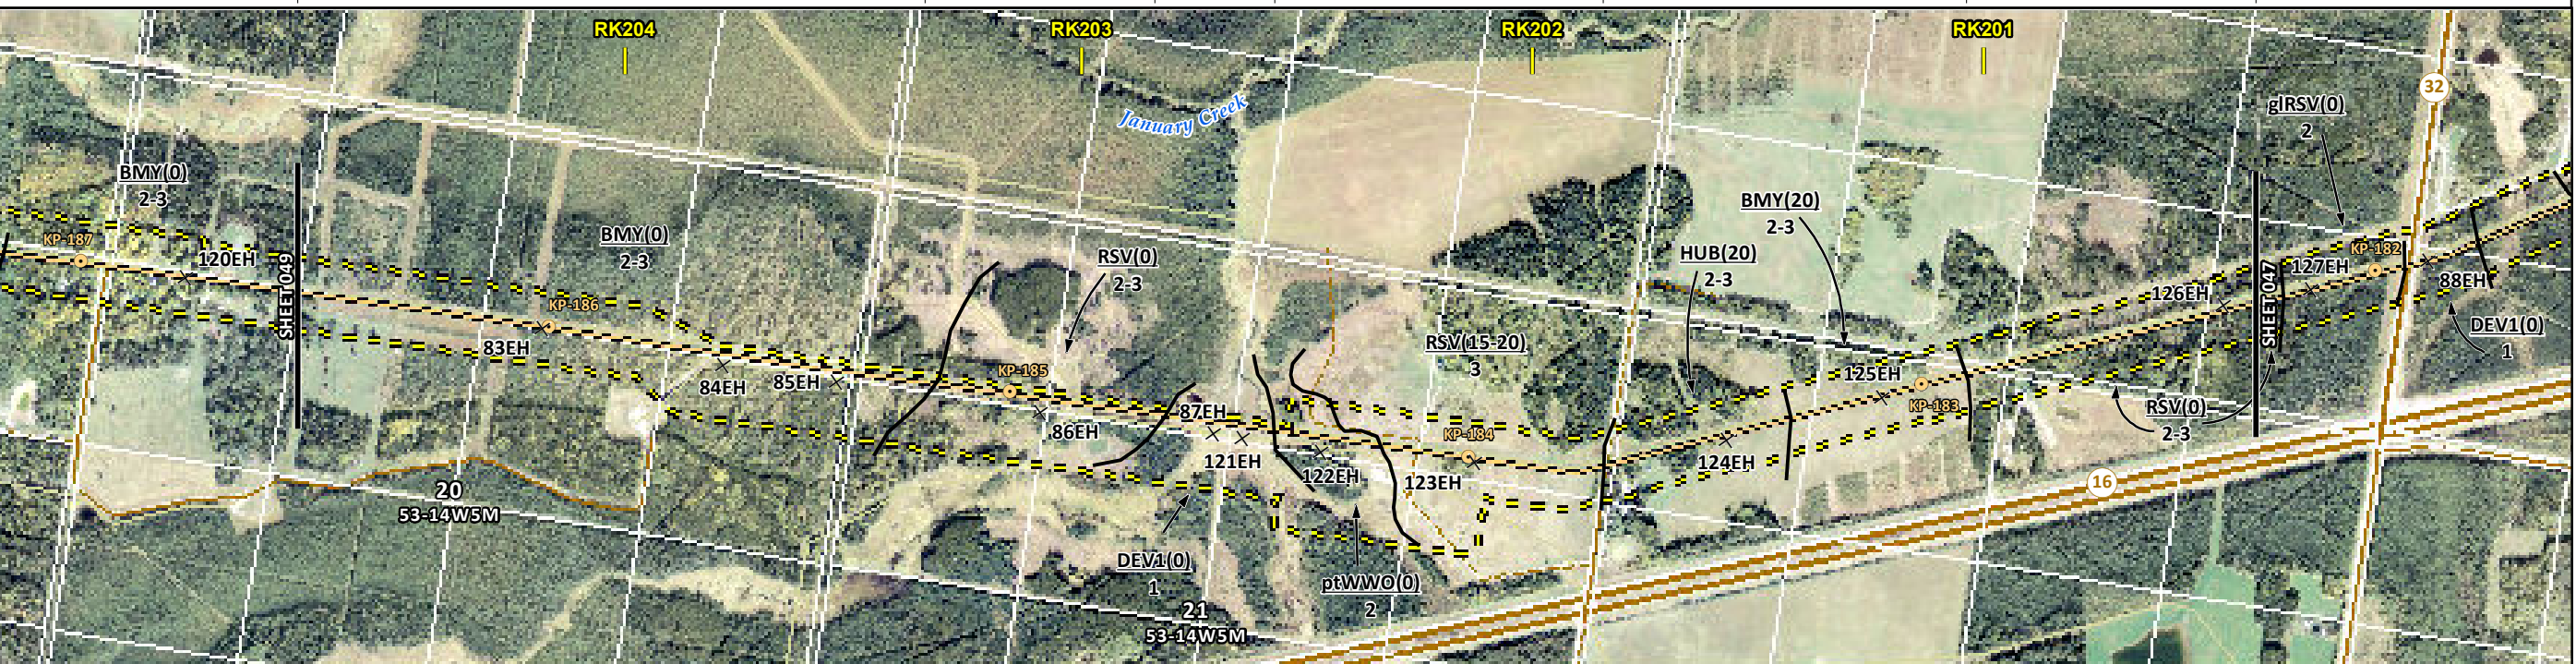 RK204
RK203
RK202
RK201
32
January Creek
glRSV(0)
2
BMY(0)
2-3
BMY(20)
2-3
BMY(0)
2-3
KP-187
120EH
SHEET 049
RSV(0)
2-3
HUB(20)
2-3
KP-182
127EH
88EH
SHEET 047
126EH
KP-186
83EH
DEV1(0)
1
RSV(15-20)
3
84EH
85EH
KP-185
125EH
KP-183
87EH
86EH
RSV(0)
2-3
KP-184
121EH
122EH
123EH
124EH
16
20
53-14W5M
DEV1(0)
1
ptWWO(0)
2
21
53-14W5M